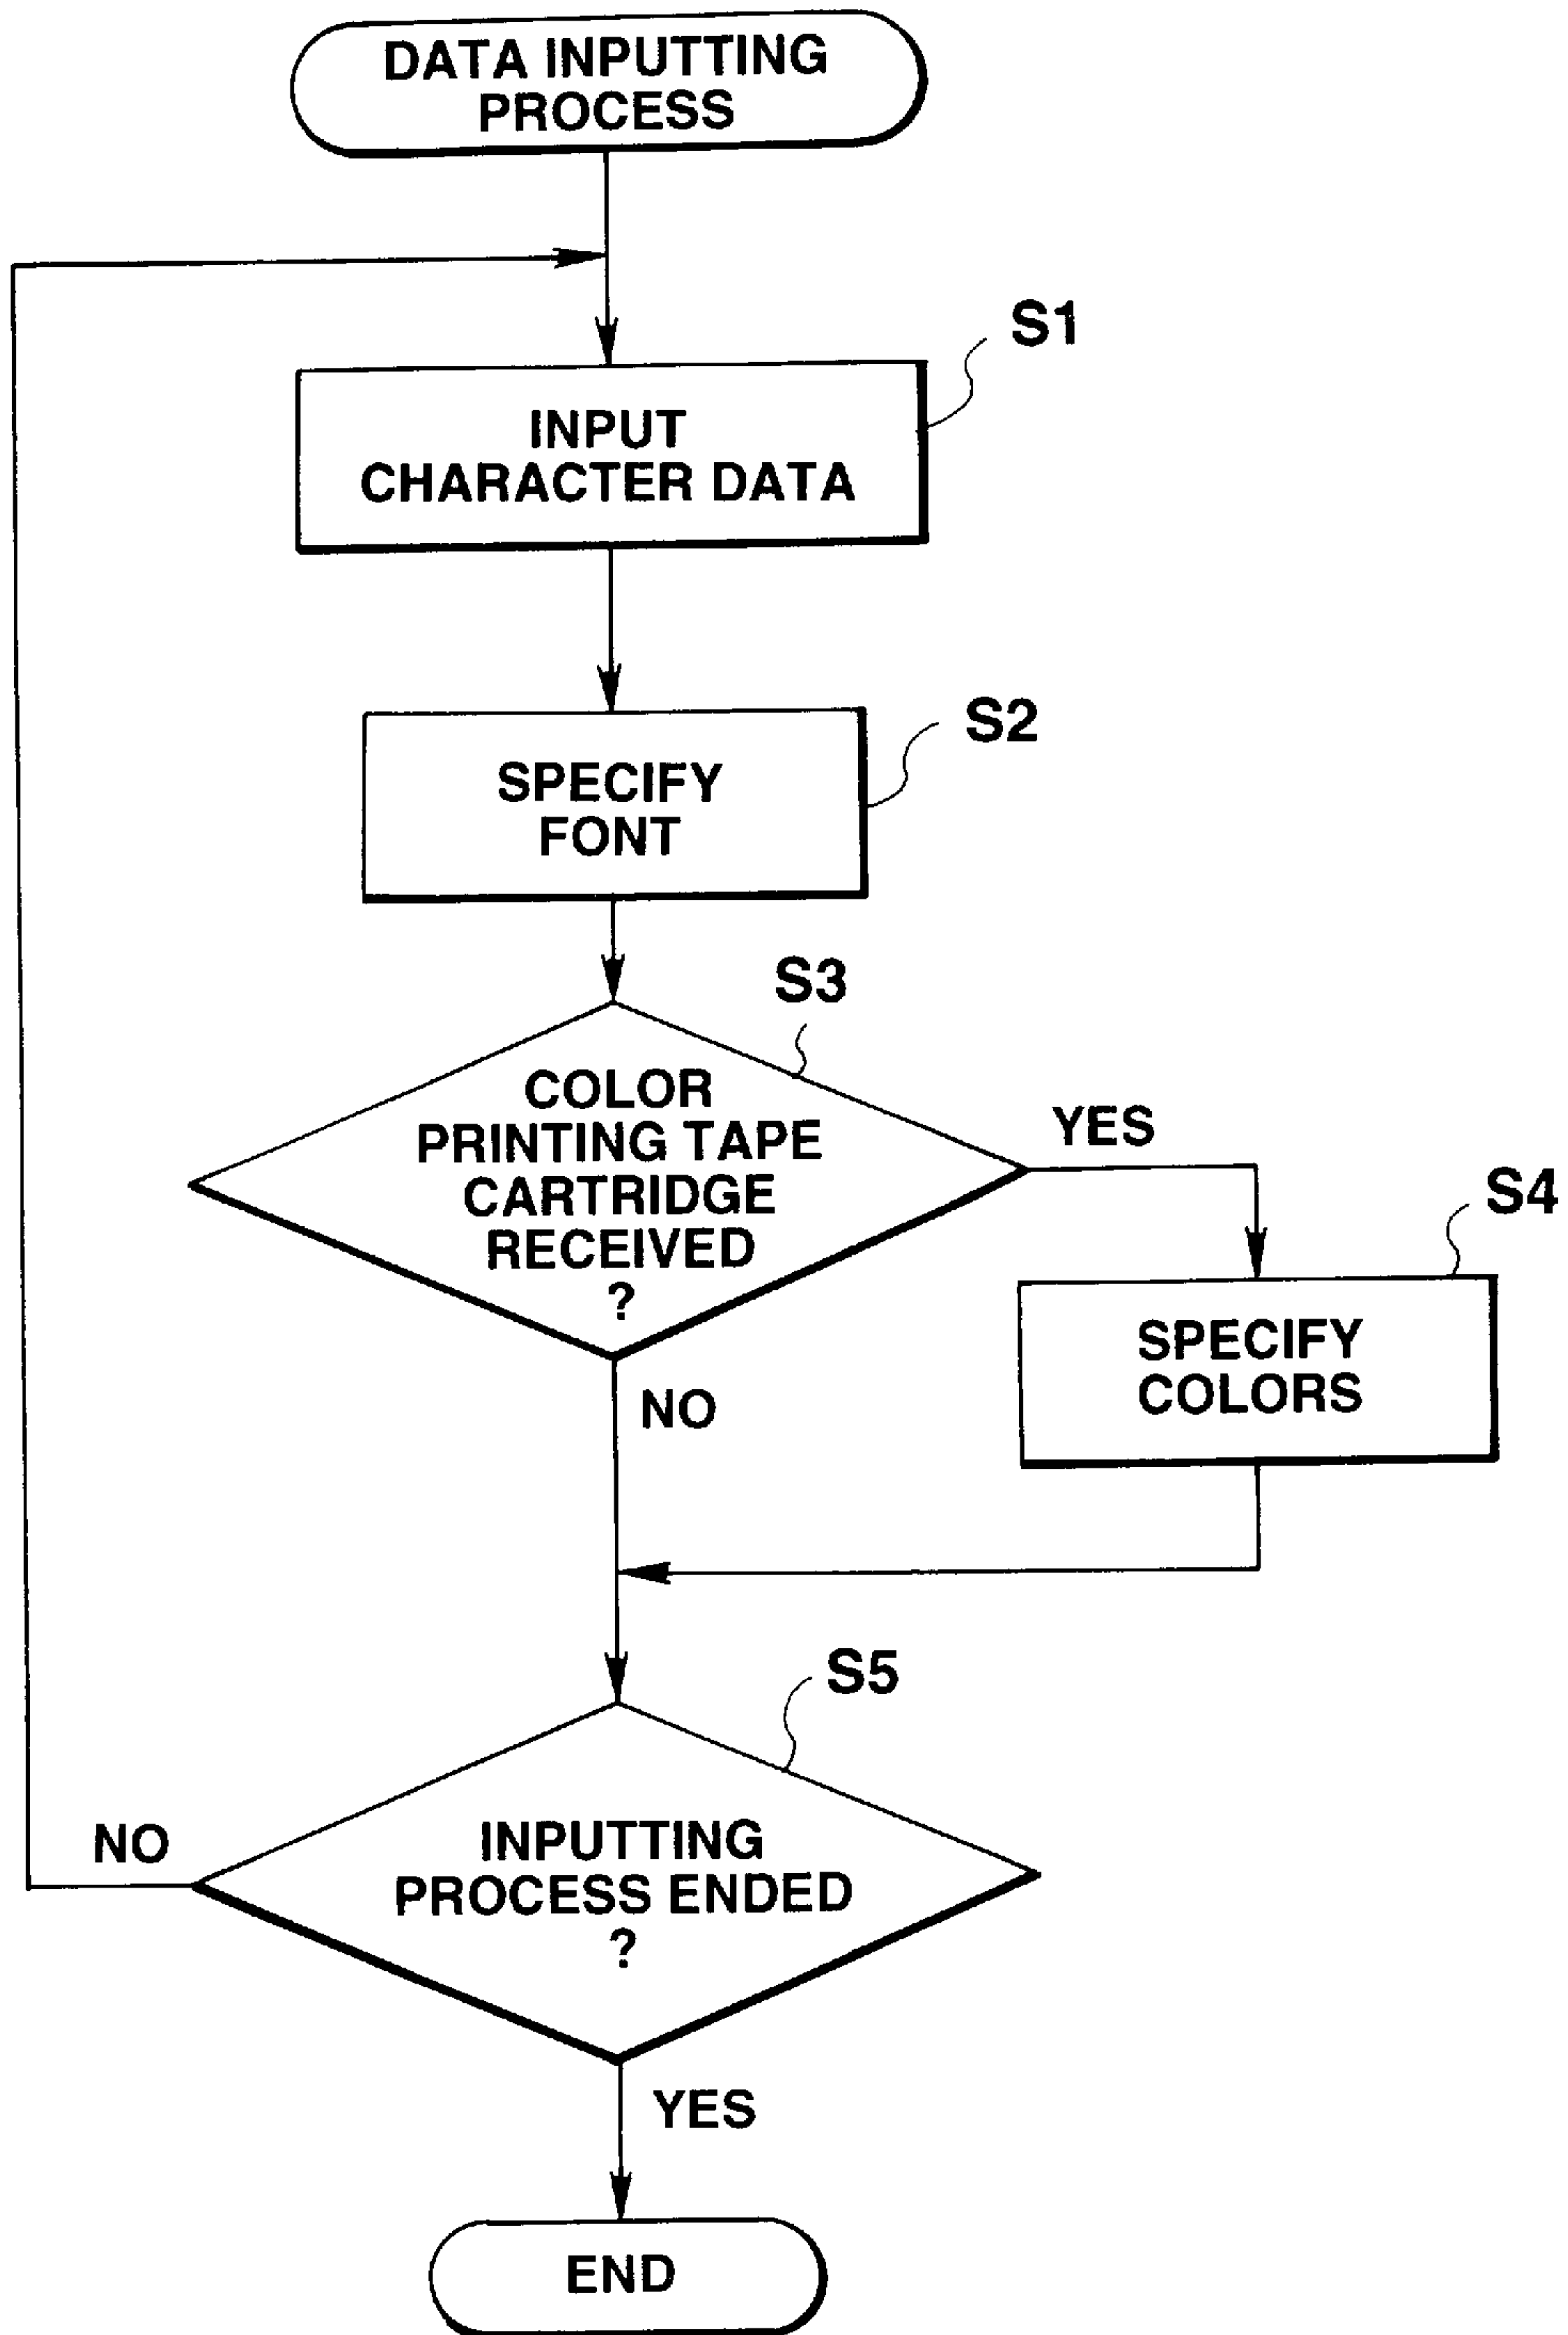 DATA INPUTTING
PROCESS
S1
INPUT
CHARACTER DATA
S2
SPECIFY
FONT
S3
COLOR
PRINTING TAPE
CARTRIDGE
RECEIVED
?
YES
S4
SPECIFY
COLORS
NO
S5
INPUTTING
PROCESS ENDED
?
NO
YES
END